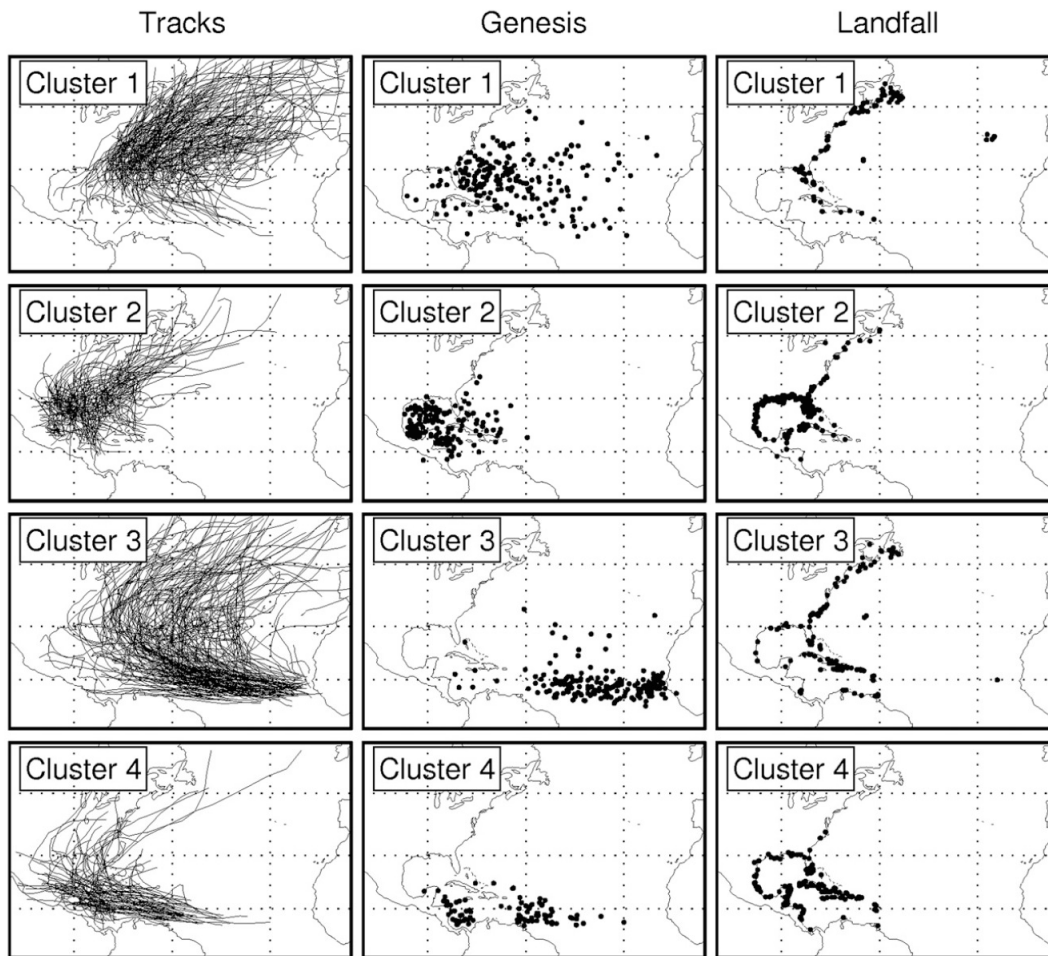 Tracks Genesis Landfall
Cluster 1 Cluster 1 Cluster 1
Cluster 2 Cluster 2 Cluster 2
Cluster 3 Cluster 3 Cluster 3
Cluster 4 Cluster 4 Cluster 4